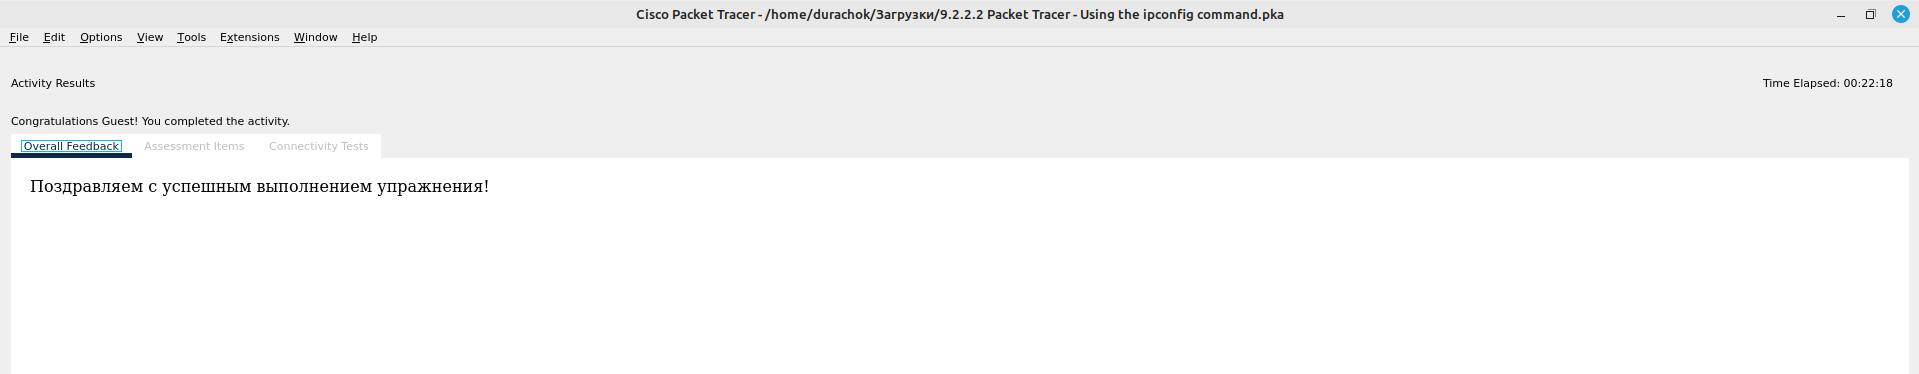 Cisco Packet Tracer - /home/durachok/Загрузки/9.2.2.2 Packet Tracer - Using the ipconfig command.pka
File Edit Options View Tools Extensions Window Help
Activity Results Time Elapsed: 00:22:18
Congratulations Guest! You completed the activity.
Overall Feedback Assessment Items Connectivity Tests
Поздравляем с успешным выполнением упражнения!